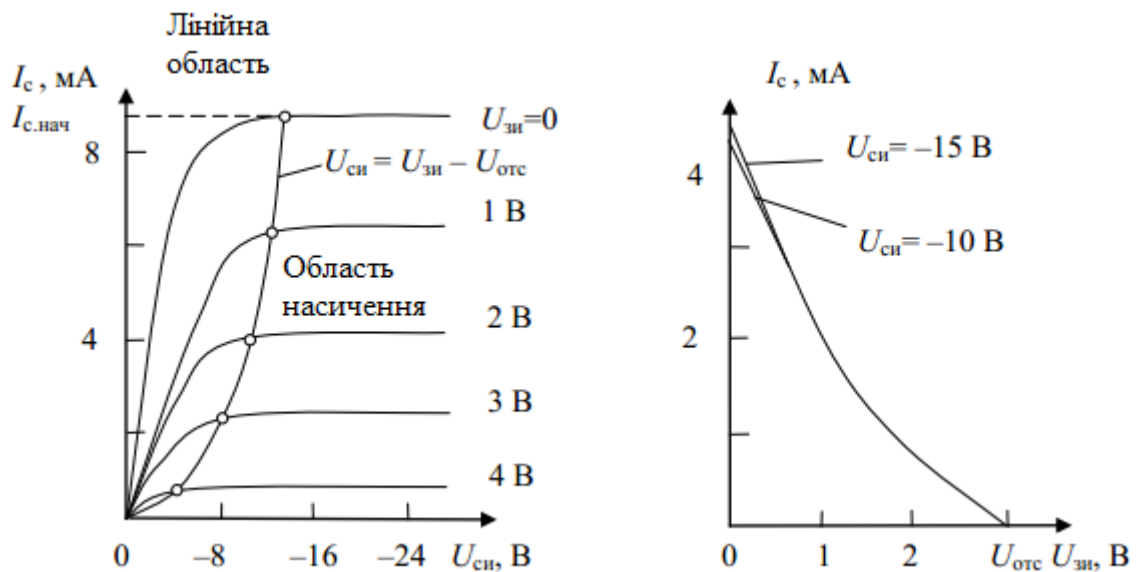 Лінійна
область
I_с , мА
I_с.нач
8
4
U_зи=0
U_си = U_зи – U_отс
1 В
Область
насичення
2 В
3 В
4 В
0 –8 –16 –24 U_си, В
I_с , мА
4
2
U_си= –15 В
U_си= –10 В
0 1 2 U_отс U_зи, В